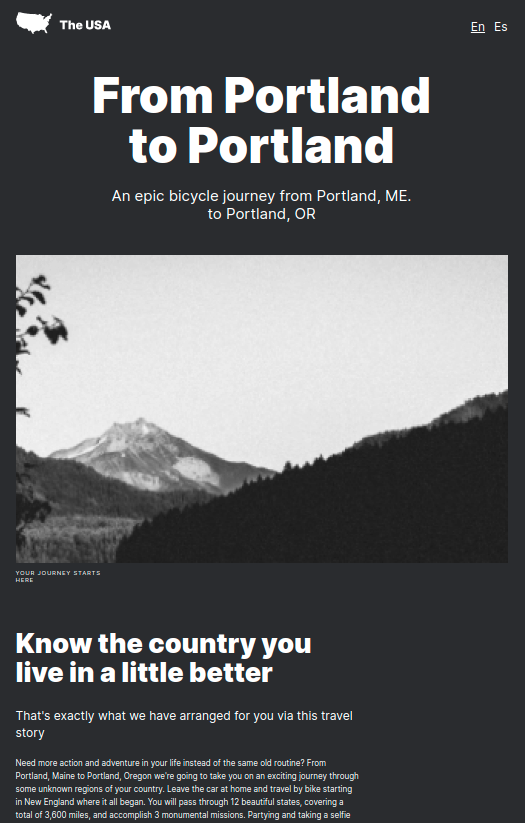 The USA
En Es
From Portland
to Portland
An epic bicycle journey from Portland, ME.
to Portland, OR
YOUR JOURNEY STARTS
HERE
Know the country you
live in a little better
That's exactly what we have arranged for you via this travel
story
Need more action and adventure in your life instead of the same old routine? From
Portland, Maine to Portland, Oregon we're going to take you on an exciting journey through
some unknown regions of your country. Leave the car at home and travel by bike starting
in New England where it all began. You will pass through 12 beautiful states, covering a
total of 3,600 miles, and accomplish 3 monumental missions. Partying and taking a selfie